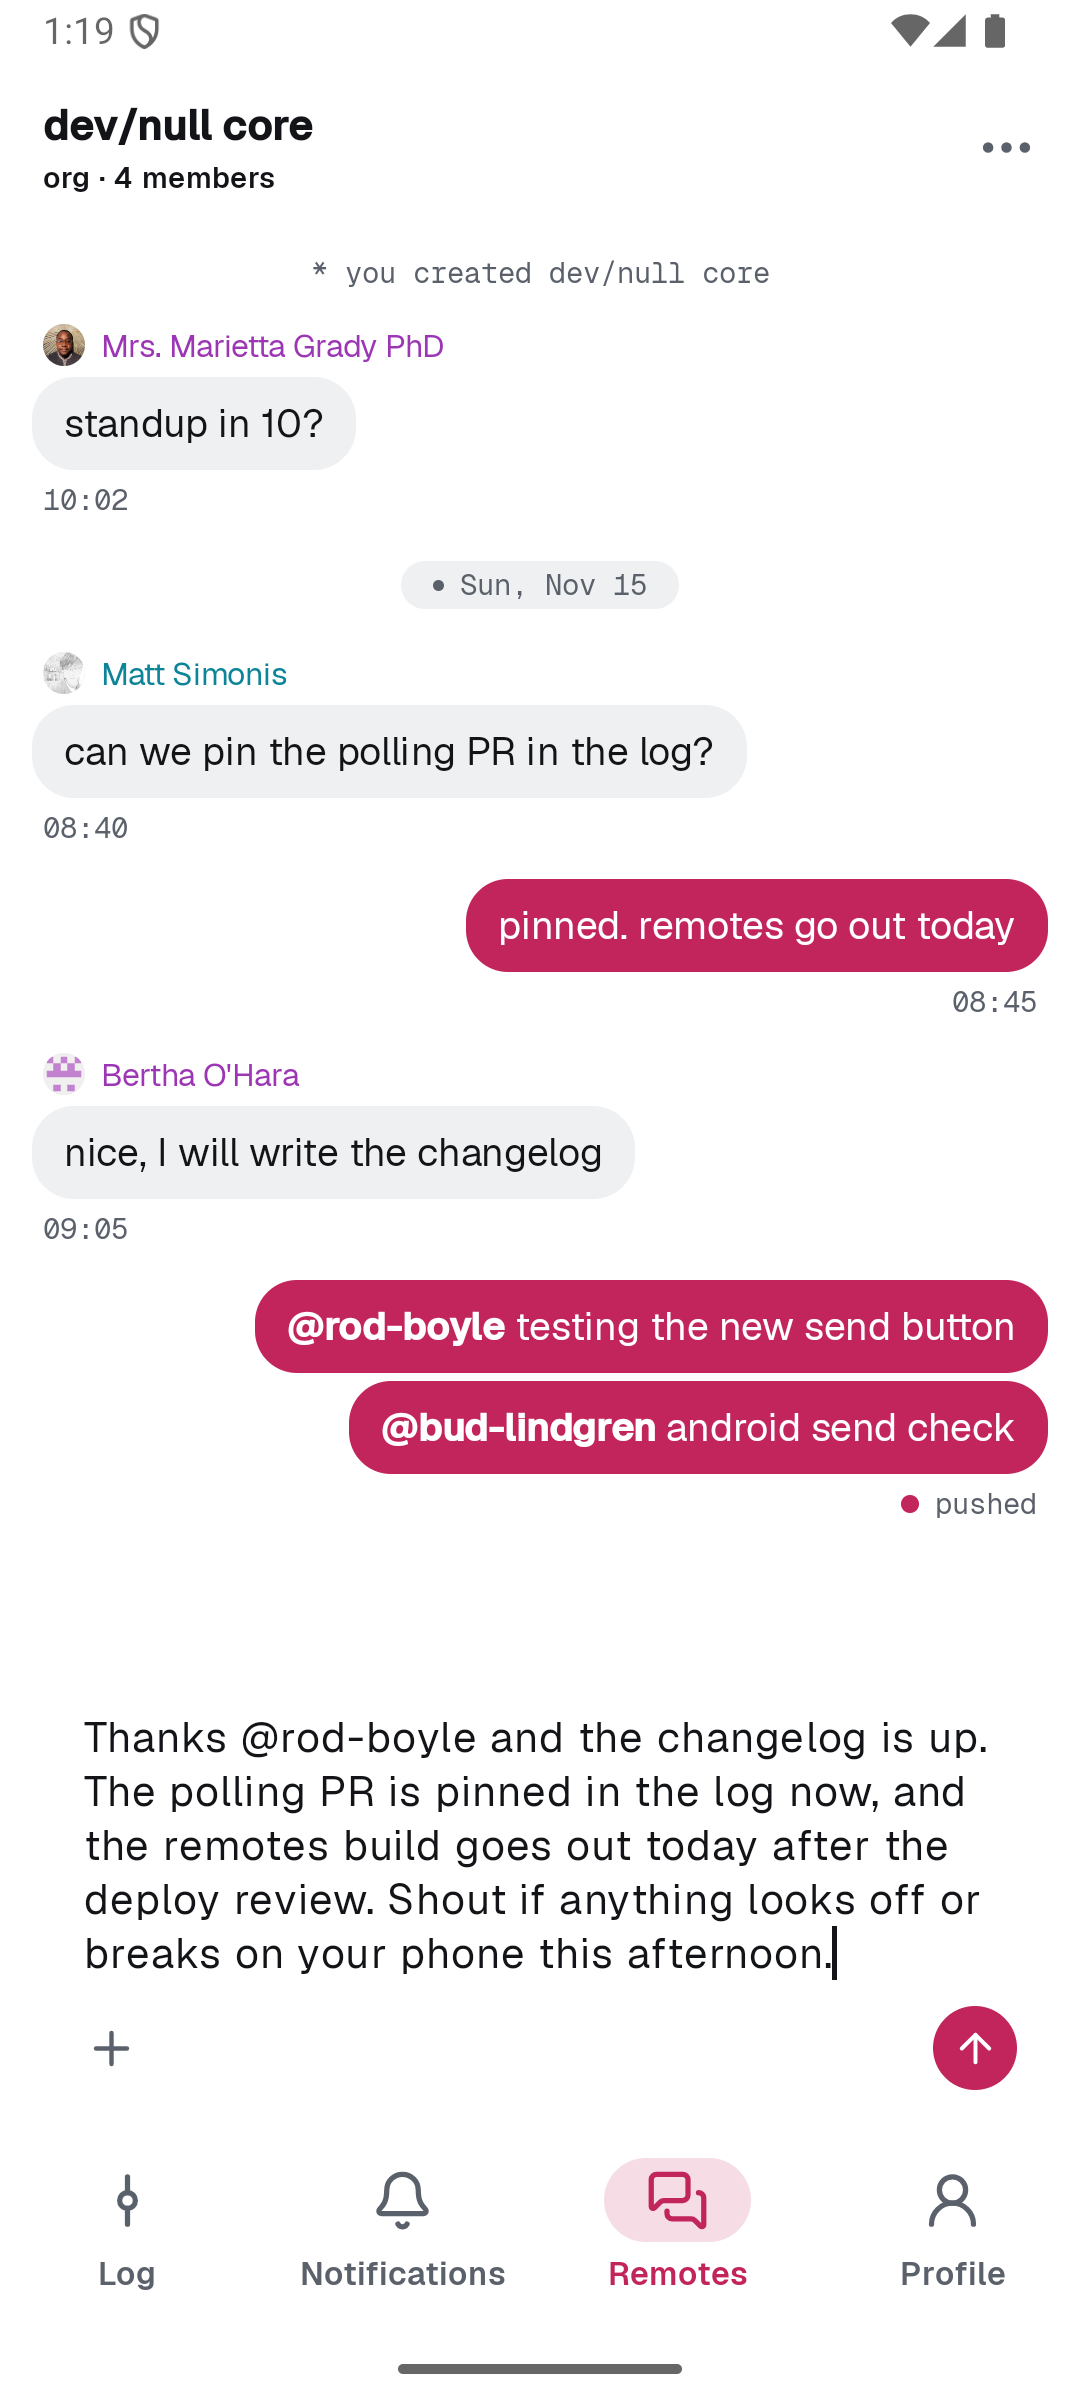 1:19
dev/null core
org · 4 members
* you created dev/null core
Mrs. Marietta Grady PhD
standup in 10?
10:02
• Sun, Nov 15
Matt Simonis
can we pin the polling PR in the log?
08:40
pinned. remotes go out today
08:45
Bertha O'Hara
nice, I will write the changelog
09:05
@rod-boyle testing the new send button
@bud-lindgren android send check
pushed
Thanks @rod-boyle and the changelog is up.
The polling PR is pinned in the log now, and
the remotes build goes out today after the
deploy review. Shout if anything looks off or
breaks on your phone this afternoon.
Log
Notifications
Remotes
Profile